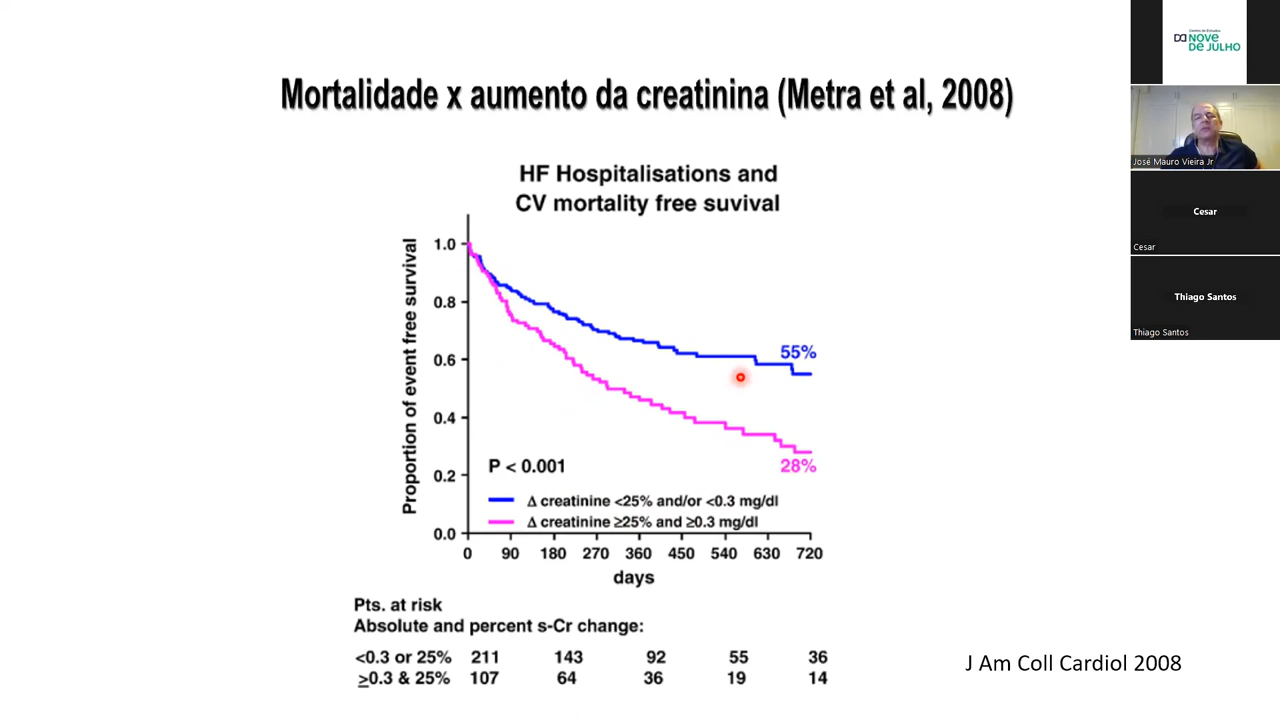 Mortalidade x aumento da creatinina (Metra et al, 2008)
HF Hospitalisations and
CV mortality free suvival
Proportion of event free survival
1.0
0.8
0.6
0.4
0.2
0.0
55%
28%
P < 0.001
Δ creatinine <25% and/or <0.3 mg/dl
Δ creatinine ≥25% and ≥0.3 mg/dl
0 90 180 270 360 450 540 630 720
days
Pts. at risk
Absolute and percent s-Cr change:
<0.3 or 25% 211 143 92 55 36
≥0.3 & 25% 107 64 36 19 14
J Am Coll Cardiol 2008
Centro de Estudos
NOVE
DE JULHO
José Mauro Vieira Jr
Cesar
Cesar
Thiago Santos
Thiago Santos